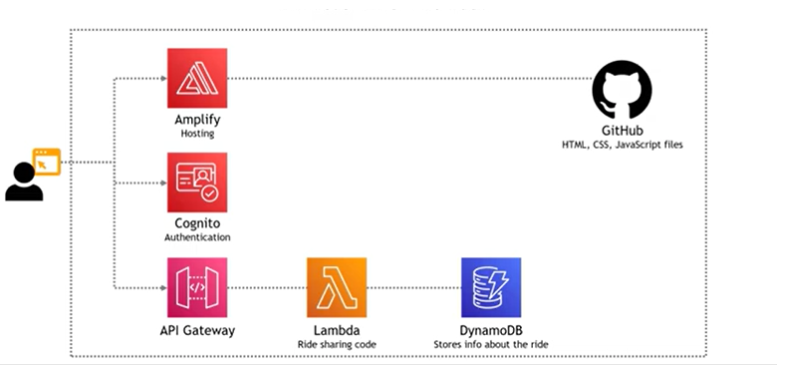 Amplify
Hosting
GitHub
HTML, CSS, JavaScript files
Cognito
Authentication
</>
API Gateway
Lambda
Ride sharing code
DynamoDB
Stores info about the ride